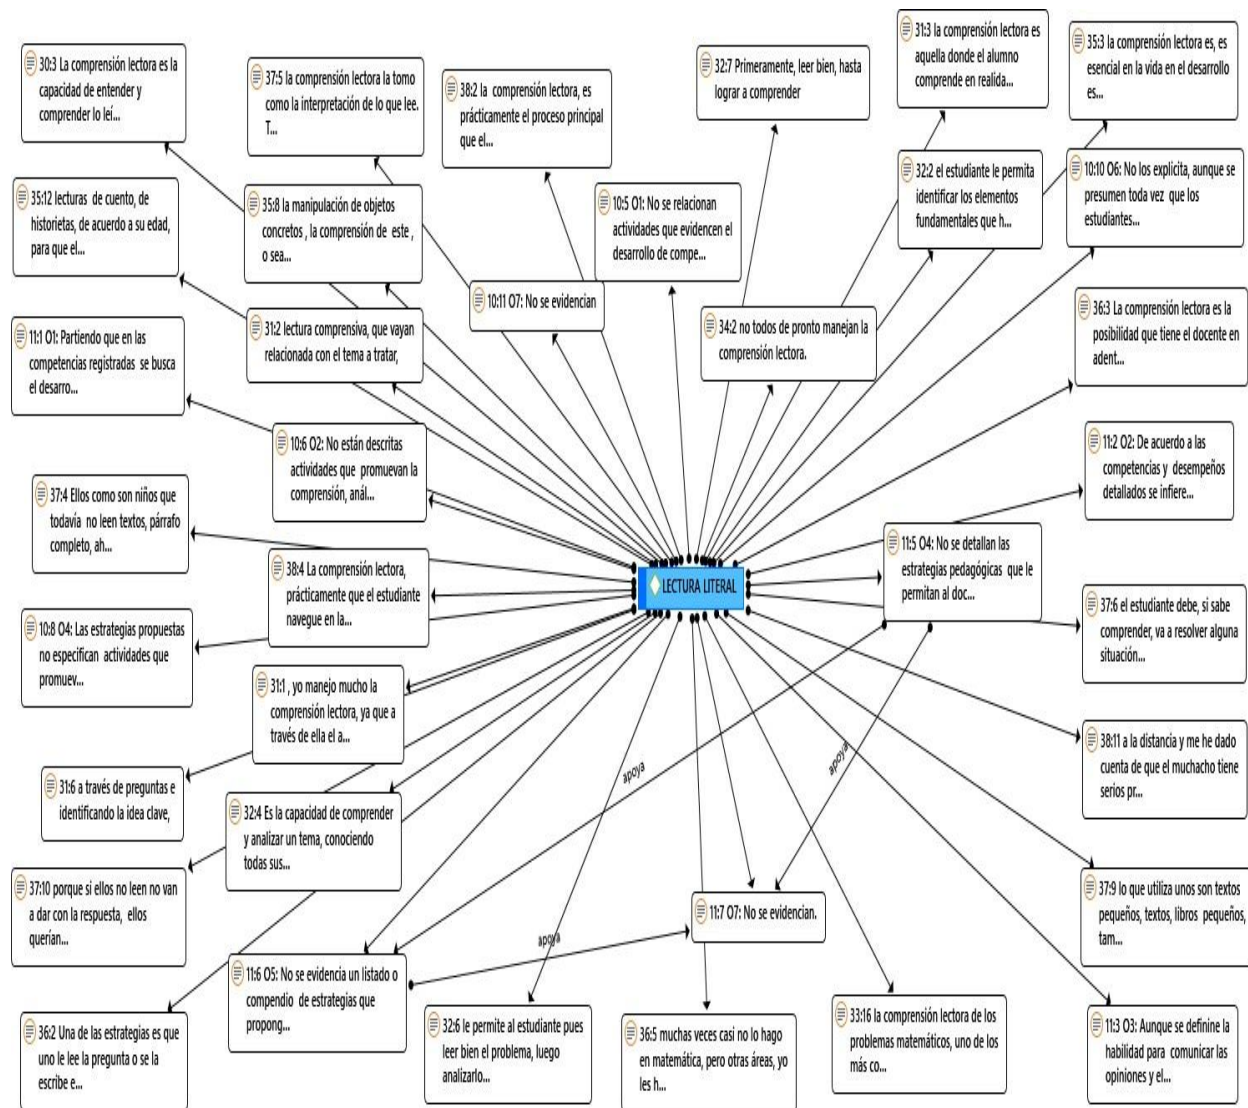 30:3 La comprensión lectora es la
capacidad de entender y
comprender lo leí...
37:5 la comprensión lectora la tomo
como la interpretación de lo que lee.
T...
38:2 la comprensión lectora, es
prácticamente el proceso principal
que el...
32:7 Primeramente, leer bien, hasta
lograr a comprender
31:3 la comprensión lectora es
aquella donde el alumno
comprende en realida...
35:3 la comprensión lectora es, es
esencial en la vida en el desarrollo
es...
35:12 lecturas de cuento, de
historietas, de acuerdo a su edad,
para que el...
35:8 la manipulación de objetos
concretos , la comprensión de este ,
o sea...
10:5 O1: No se relacionan
actividades que evidencen el
desarrollo de compe...
32:2 el estudiante le permita
identificar los elementos
fundamentales que h...
10:10 O6: No los explicita, aunque se
presumen toda vez que los
estudiantes...
11:1 O1: Partiendo que en las
competencias registradas se busca
el desarro...
31:2 lectura comprensiva, que vayan
relacionada con el tema a tratar,
10:11 O7: No se evidencian
34:2 no todos de pronto manejan la
comprensión lectora.
36:3 La comprensión lectora es la
posibilidad que tiene el docente en
adent...
10:6 O2: No están descritas
actividades que promuevan la
comprensión, anál...
11:2 O2: De acuerdo a las
competencias y desempeños
detallados se infiere...
37:4 Ellos como son niños que
todavía no leen textos, párrafo
completo, ah...
38:4 La comprensión lectora,
prácticamente que el estudiante
navegue en la...
LECTURA LITERAL
11:5 O4: No se detallan las
estrategias pedagógicas que le
permitan al doc...
37:6 el estudiante debe, si sabe
comprender, va a resolver alguna
situación...
10:8 O4: Las estrategias propuestas
no especifican actividades que
promuev...
31:1 , yo manejo mucho la
comprensión lectora, ya que a
través de ella el a...
38:11 a la distancia y me he dado
cuenta de que el muchacho tiene
serios pr...
apoya
apoya
31:6 a través de preguntas e
identificando la idea clave,
32:4 Es la capacidad de comprender
y analizar un tema, conociendo
todas sus...
37:10 porque si ellos no leen no van
a dar con la respuesta, ellos
querían...
11:7 O7: No se evidencian.
37:9 lo que utiliza unos son textos
pequeños, textos, libros pequeños,
tam...
apoya
11:6 O5: No se evidencia un listado o
compendio de estrategias que
propong...
36:2 Una de las estrategias es que
uno le lee la pregunta o se la
escribe e...
32:6 le permite al estudiante pues
leer bien el problema, luego
analizarlo...
36:5 muchas veces casi no lo hago
en matemática, pero otras áreas, yo
les h...
33:16 la comprensión lectora de los
problemas matemáticos, uno de los
más co...
11:3 O3: Aunque se definine la
habilidad para comunicar las
opiniones y el...